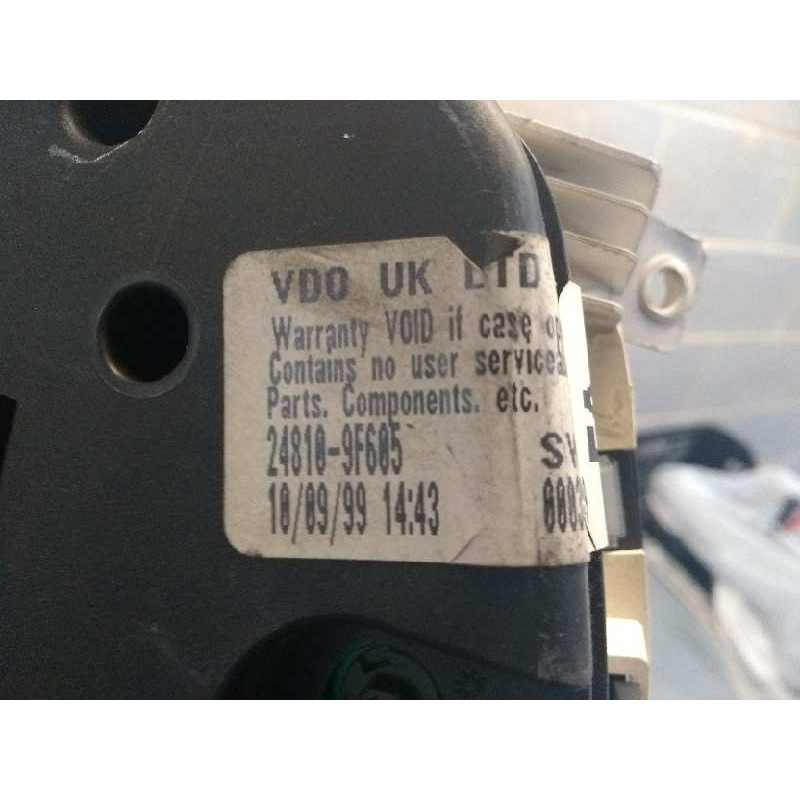 VDO UK LTD
Warranty VOID if case
Contains no user
Parts. Components. etc.
24810-9F605 SV
10/09/99 14:43